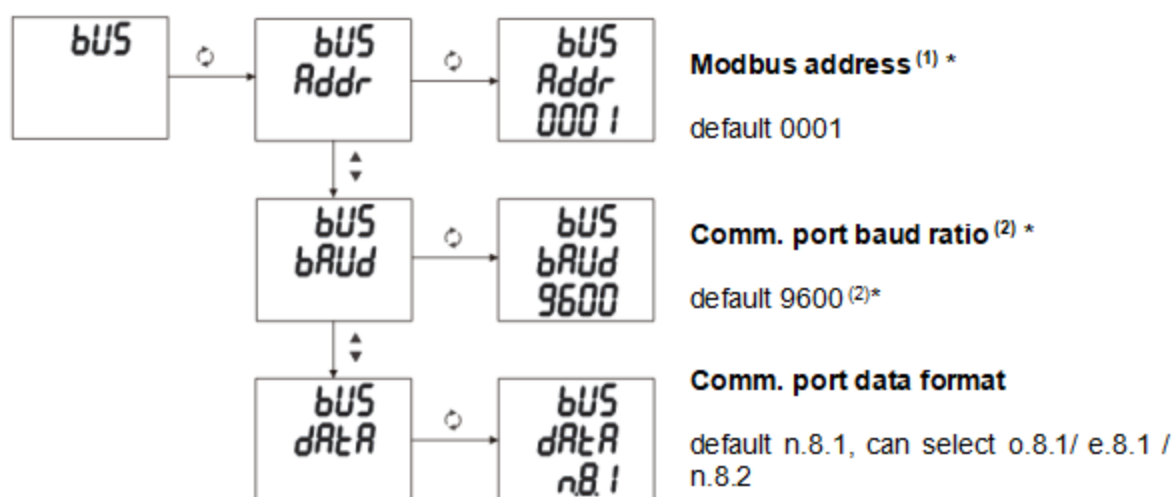 bUS
bUS
Addr
bUS
Addr
0001
Modbus address (1) *
default 0001
bUS
bAUd
bUS
bAUd
9600
Comm. port baud ratio (2) *
default 9600 (2)*
bUS
dAtA
bUS
dAtA
n.8.1
Comm. port data format
default n.8.1, can select o.8.1/ e.8.1 /
n.8.2